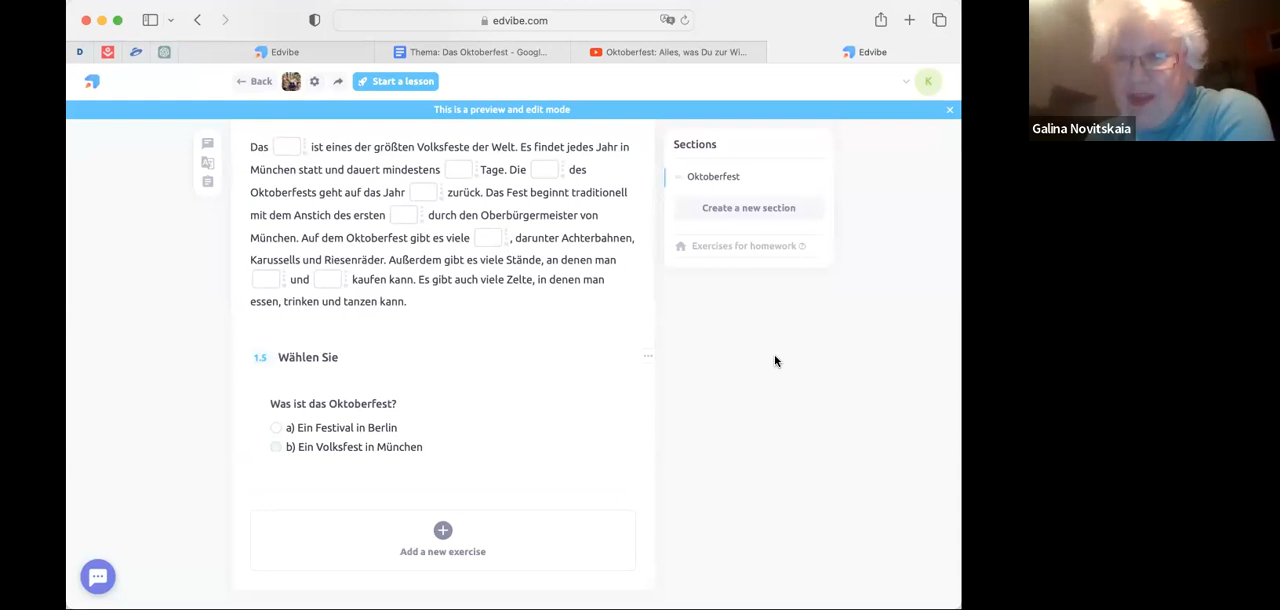 edvibe.com
D
Edvibe
Thema: Das Oktoberfest - Googl...
Oktoberfest: Alles, was Du zur Wi...
Edvibe
Back
Start a lesson
K
This is a preview and edit mode
Das ist eines der größten Volksfeste der Welt. Es findet jedes Jahr in
München statt und dauert mindestens Tage. Die des
Oktoberfests geht auf das Jahr zurück. Das Fest beginnt traditionell
mit dem Anstich des ersten durch den Oberbürgermeister von
München. Auf dem Oktoberfest gibt es viele , darunter Achterbahnen,
Karussells und Riesenräder. Außerdem gibt es viele Stände, an denen man
und kaufen kann. Es gibt auch viele Zelte, in denen man
essen, trinken und tanzen kann.
1.5 Wählen Sie
Was ist das Oktoberfest?
a) Ein Festival in Berlin
b) Ein Volksfest in München
Add a new exercise
Sections
Oktoberfest
Create a new section
Exercises for homework
Galina Novitskaia